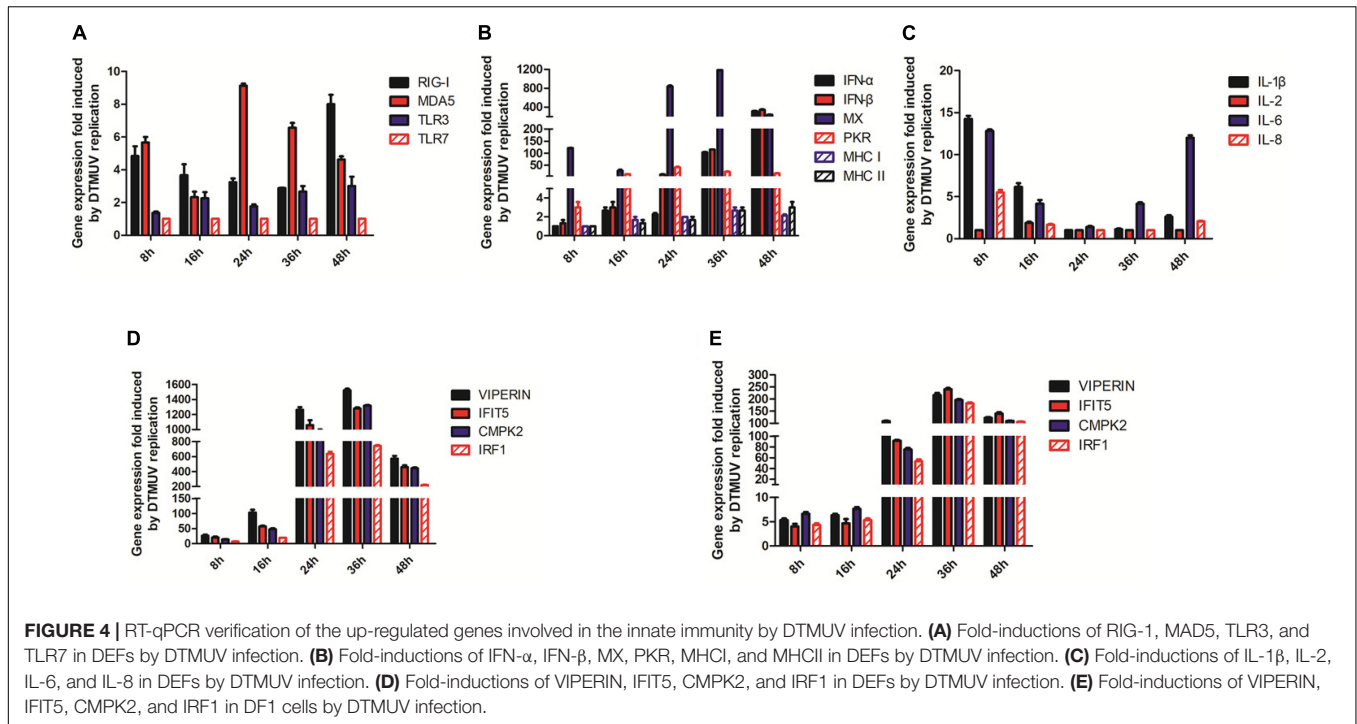 A
Gene expression fold induced
by DTMUV replication
10
8
6
4
2
0
8h 16h 24h 36h 48h
RIG-I
MDA5
TLR3
TLR7
B
Gene expression fold induced
by DTMUV replication
1200
800
400
200
150
100
50
4
2
0
8h 16h 24h 36h 48h
IFN-α
IFN-β
MX
PKR
MHC I
MHC II
C
Gene expression fold induced
by DTMUV replication
20
15
10
5
0
8h 16h 24h 36h 48h
IL-1β
IL-2
IL-6
IL-8
D
Gene expression fold induced
by DTMUV replication
1600
1400
1200
1000
800
600
400
200
150
100
50
0
8h 16h 24h 36h 48h
VIPERIN
IFIT5
CMPK2
IRF1
E
Gene expression fold induced
by DTMUV replication
300
250
200
150
100
100
80
60
40
20
10
5
0
8h 16h 24h 36h 48h
VIPERIN
IFIT5
CMPK2
IRF1
FIGURE 4 | RT-qPCR verification of the up-regulated genes involved in the innate immunity by DTMUV infection. (A) Fold-inductions of RIG-1, MAD5, TLR3, and
TLR7 in DEFs by DTMUV infection. (B) Fold-inductions of IFN-α, IFN-β, MX, PKR, MHCI, and MHCII in DEFs by DTMUV infection. (C) Fold-inductions of IL-1β, IL-2,
IL-6, and IL-8 in DEFs by DTMUV infection. (D) Fold-inductions of VIPERIN, IFIT5, CMPK2, and IRF1 in DEFs by DTMUV infection. (E) Fold-inductions of VIPERIN,
IFIT5, CMPK2, and IRF1 in DF1 cells by DTMUV infection.